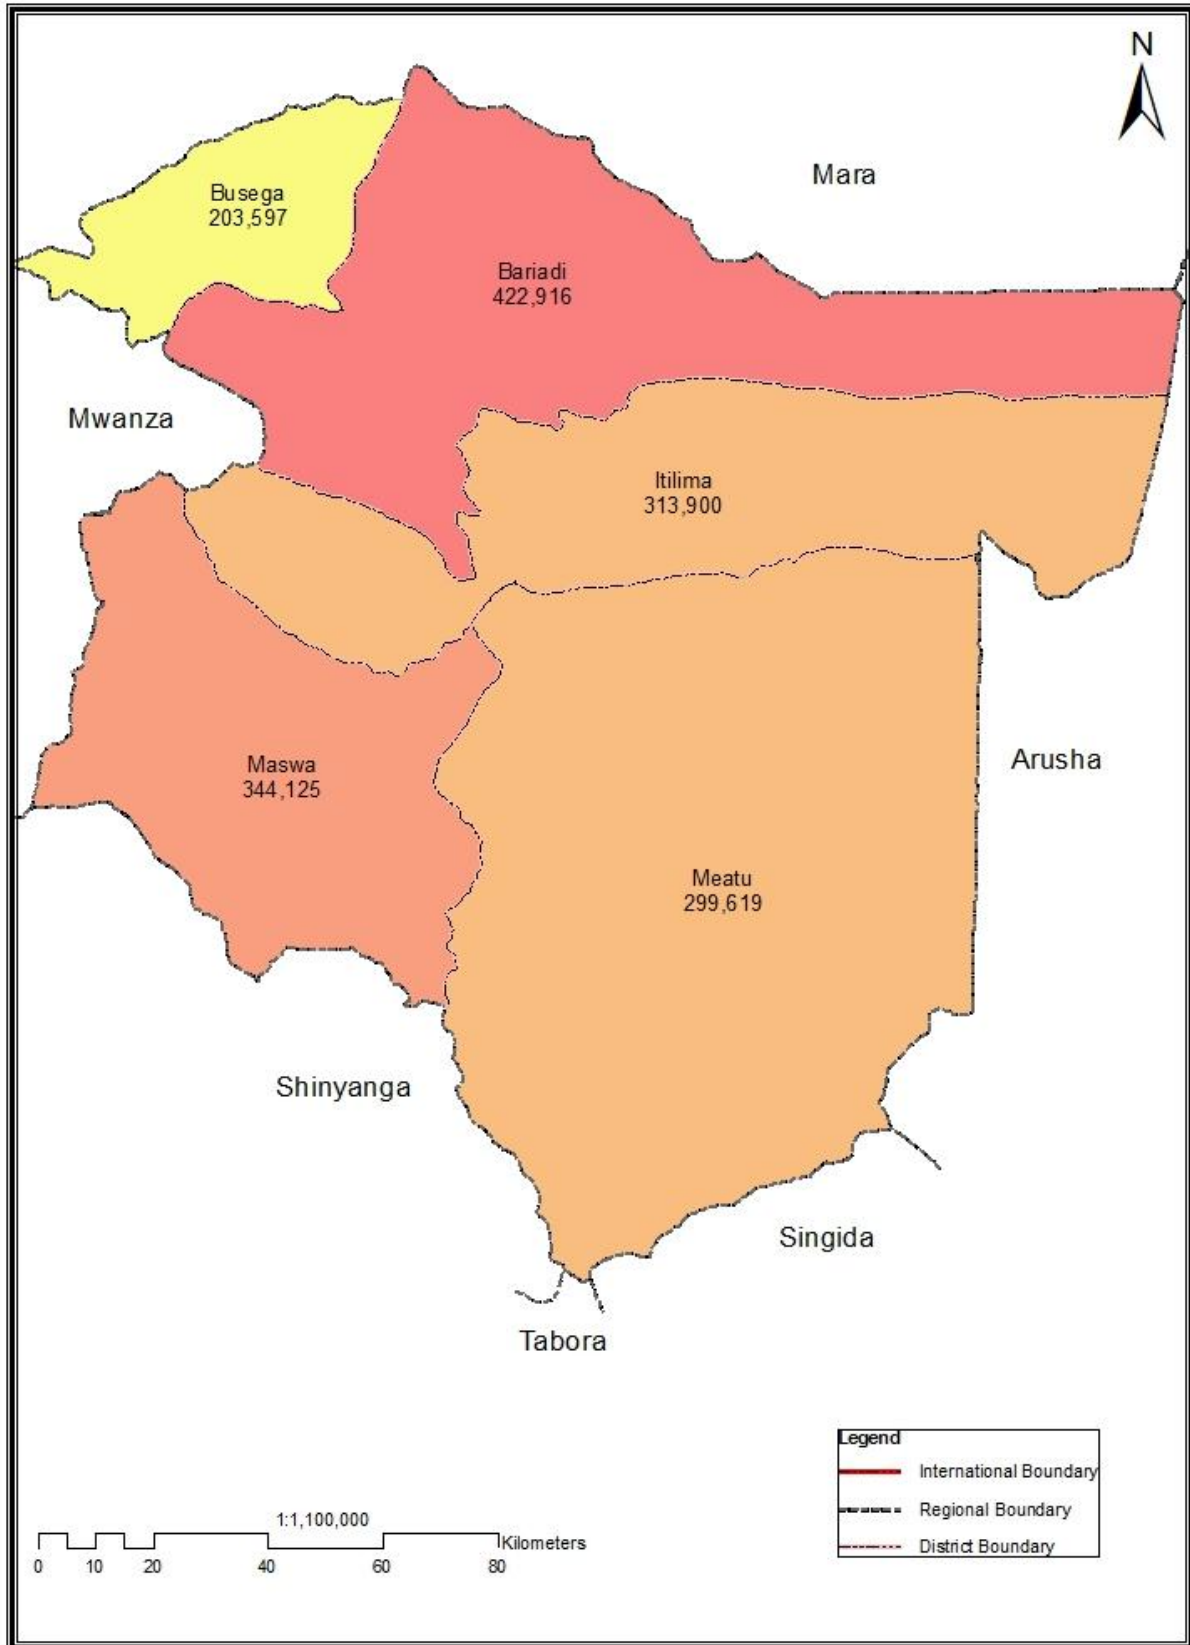 N
Mara
Busega
203,597
Bariadi
422,916
Mwanza
Itilima
313,900
Maswa
344,125
Arusha
Meatu
299,619
Shinyanga
Singida
Tabora
Legend
International Boundary
Regional Boundary
District Boundary
1:1,100,000
Kilometers
0 10 20 40 60 80